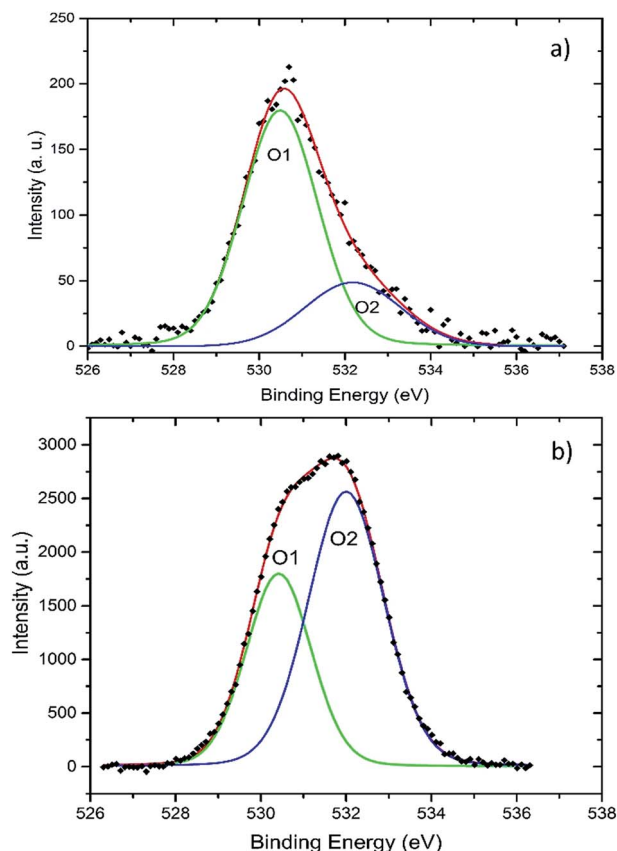 250
a)
200
150
100
50
0
Intensity (a. u.)
O1
O2
526 528 530 532 534 536 538
Binding Energy (eV)
3000
b)
2500
2000
1500
1000
500
0
Intensity (a.u.)
O1
O2
526 528 530 532 534 536 538
Binding Energy (eV)